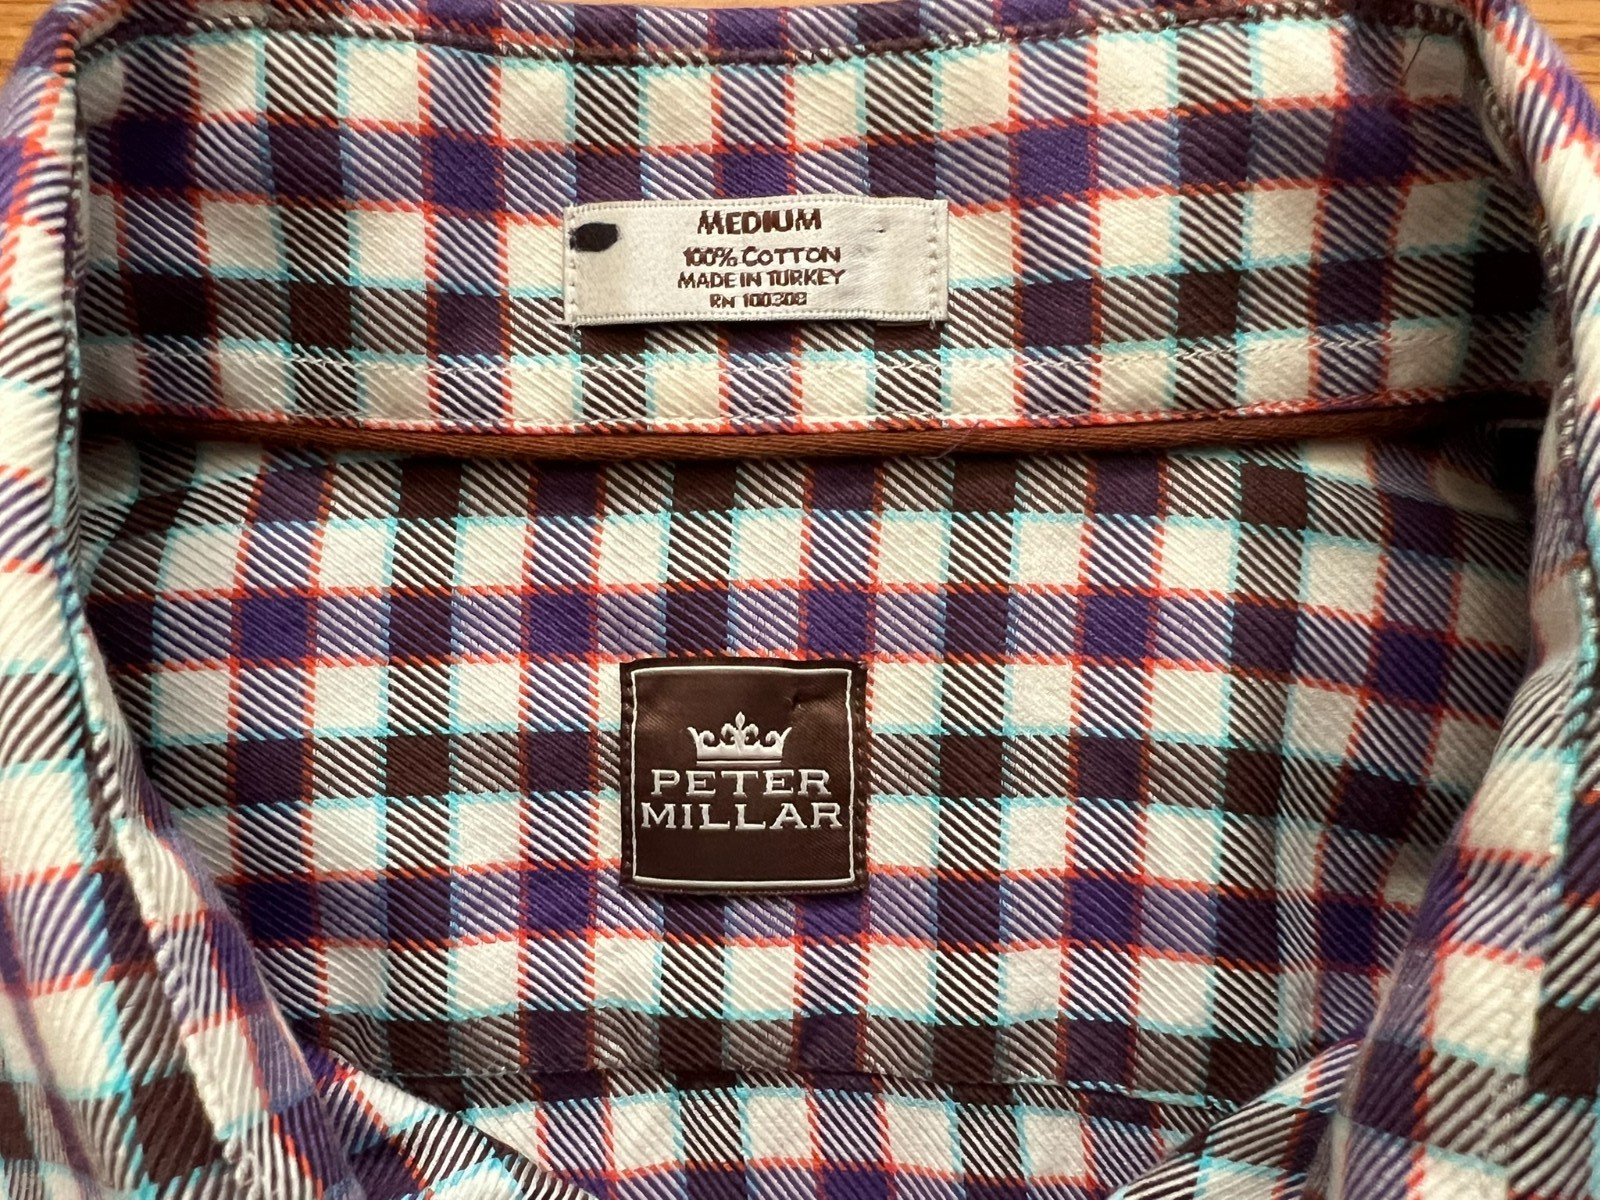 MEDIUM
100% COTTON
MADE IN TURKEY
RN 100308
PETER
MILLAR